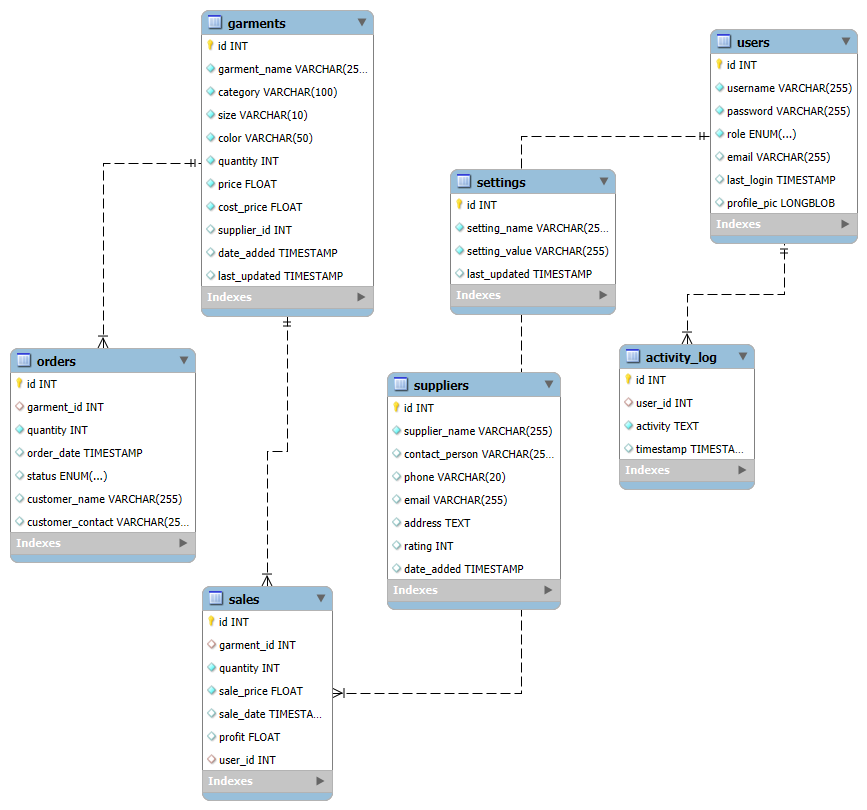 garments
id INT
garment_name VARCHAR(25...
category VARCHAR(100)
size VARCHAR(10)
color VARCHAR(50)
quantity INT
price FLOAT
cost_price FLOAT
supplier_id INT
date_added TIMESTAMP
last_updated TIMESTAMP
Indexes
users
id INT
username VARCHAR(255)
password VARCHAR(255)
role ENUM(...)
email VARCHAR(255)
last_login TIMESTAMP
profile_pic LONGBLOB
Indexes
settings
id INT
setting_name VARCHAR(25...
setting_value VARCHAR(255)
last_updated TIMESTAMP
Indexes
orders
id INT
garment_id INT
quantity INT
order_date TIMESTAMP
status ENUM(...)
customer_name VARCHAR(255)
customer_contact VARCHAR(25...
Indexes
suppliers
id INT
supplier_name VARCHAR(255)
contact_person VARCHAR(25...
phone VARCHAR(20)
email VARCHAR(255)
address TEXT
rating INT
date_added TIMESTAMP
Indexes
activity_log
id INT
user_id INT
activity TEXT
timestamp TIMESTA...
Indexes
sales
id INT
garment_id INT
quantity INT
sale_price FLOAT
sale_date TIMESTA...
profit FLOAT
user_id INT
Indexes